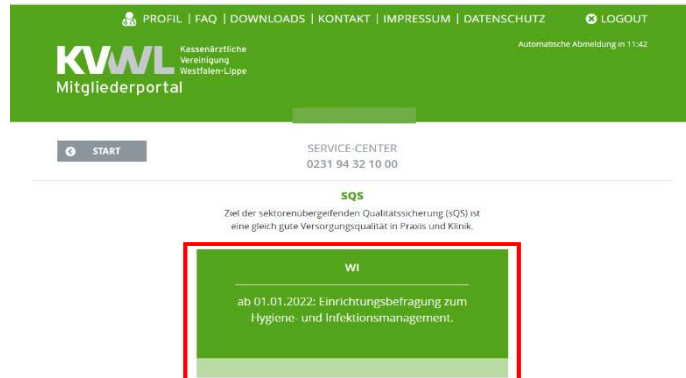 PROFIL | FAQ | DOWNLOADS | KONTAKT | IMPRESSUM | DATENSCHUTZ LOGOUT
Automatische Abmeldung in 11:42
KVWL Kassenärztliche
Vereinigung
Westfalen-Lippe
Mitgliederportal
START
SERVICE-CENTER
0231 94 32 10 00
SQS
Ziel der sektorenübergeifenden Qualitätssicherung (sQS) ist
eine gleich gute Versorgungsqualität in Praxis und Klinik.
WI
ab 01.01.2022: Einrichtungsbefragung zum
Hygiene- und Infektionsmanagement.